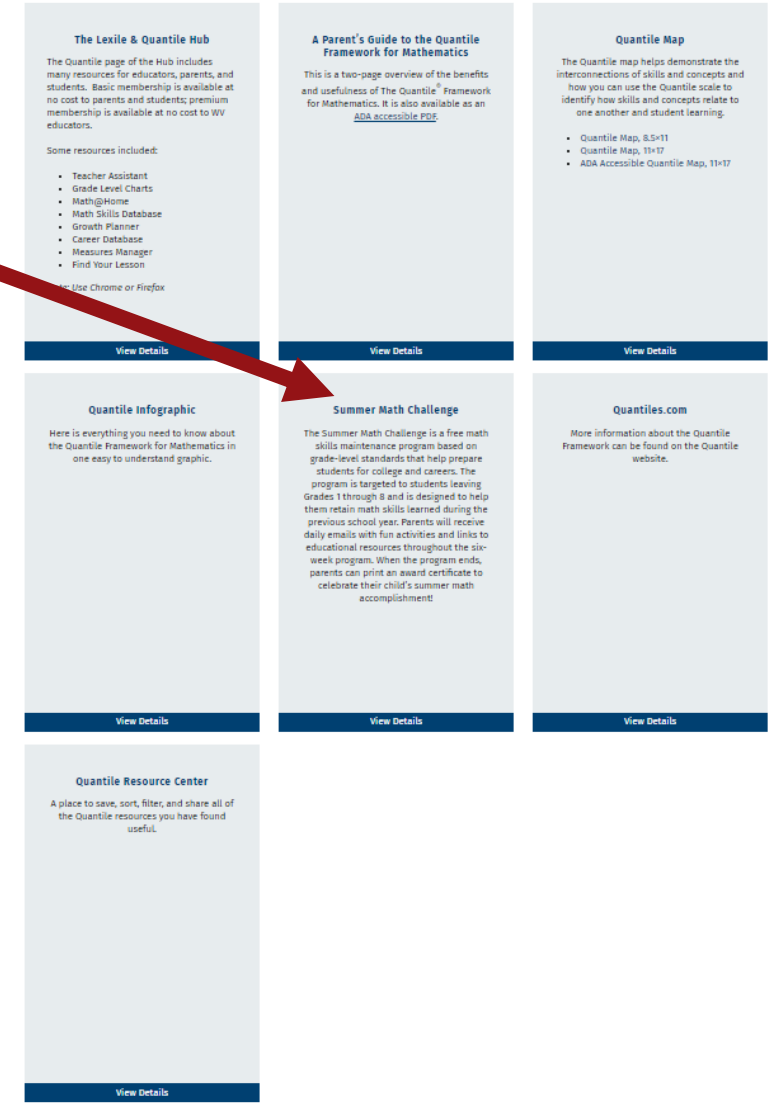 The Lexile & Quantile Hub
The Quantile page of the Hub includes
many resources for educators, parents, and
students. Basic membership is available at
no cost to parents and students; premium
membership is available at no cost to WV
educators.
Some resources included:
• Teacher Assistant
• Grade Level Charts
• Math@Home
• Math Skills Database
• Growth Planner
• Career Database
• Measures Manager
• Find Your Lesson
Use Chrome or Firefox
View Details
A Parent's Guide to the Quantile
Framework for Mathematics
This is a two-page overview of the benefits
and usefulness of The Quantile® Framework
for Mathematics. It is also available as an
ADA accessible PDF.
View Details
Quantile Map
The Quantile map helps demonstrate the
interconnections of skills and concepts and
how you can use the Quantile scale to
identify how skills and concepts relate to
one another and student learning.
• Quantile Map, 8.5×11
• Quantile Map, 11×17
• ADA Accessible Quantile Map, 11×17
View Details
Quantile Infographic
Here is everything you need to know about
the Quantile Framework for Mathematics in
one easy to understand graphic.
View Details
Summer Math Challenge
The Summer Math Challenge is a free math
skills maintenance program based on
grade-level standards that help prepare
students for college and careers. The
program is targeted to students leaving
Grades 1 through 8 and is designed to help
them retain math skills learned during the
previous school year. Parents will receive
daily emails with fun activities and links to
educational resources throughout the six-
week program. When the program ends,
parents can print an award certificate to
celebrate their child's summer math
accomplishment!
View Details
Quantiles.com
More information about the Quantile
Framework can be found on the Quantile
website.
View Details
Quantile Resource Center
A place to save, sort, filter, and share all of
the Quantile resources you have found
useful.
View Details